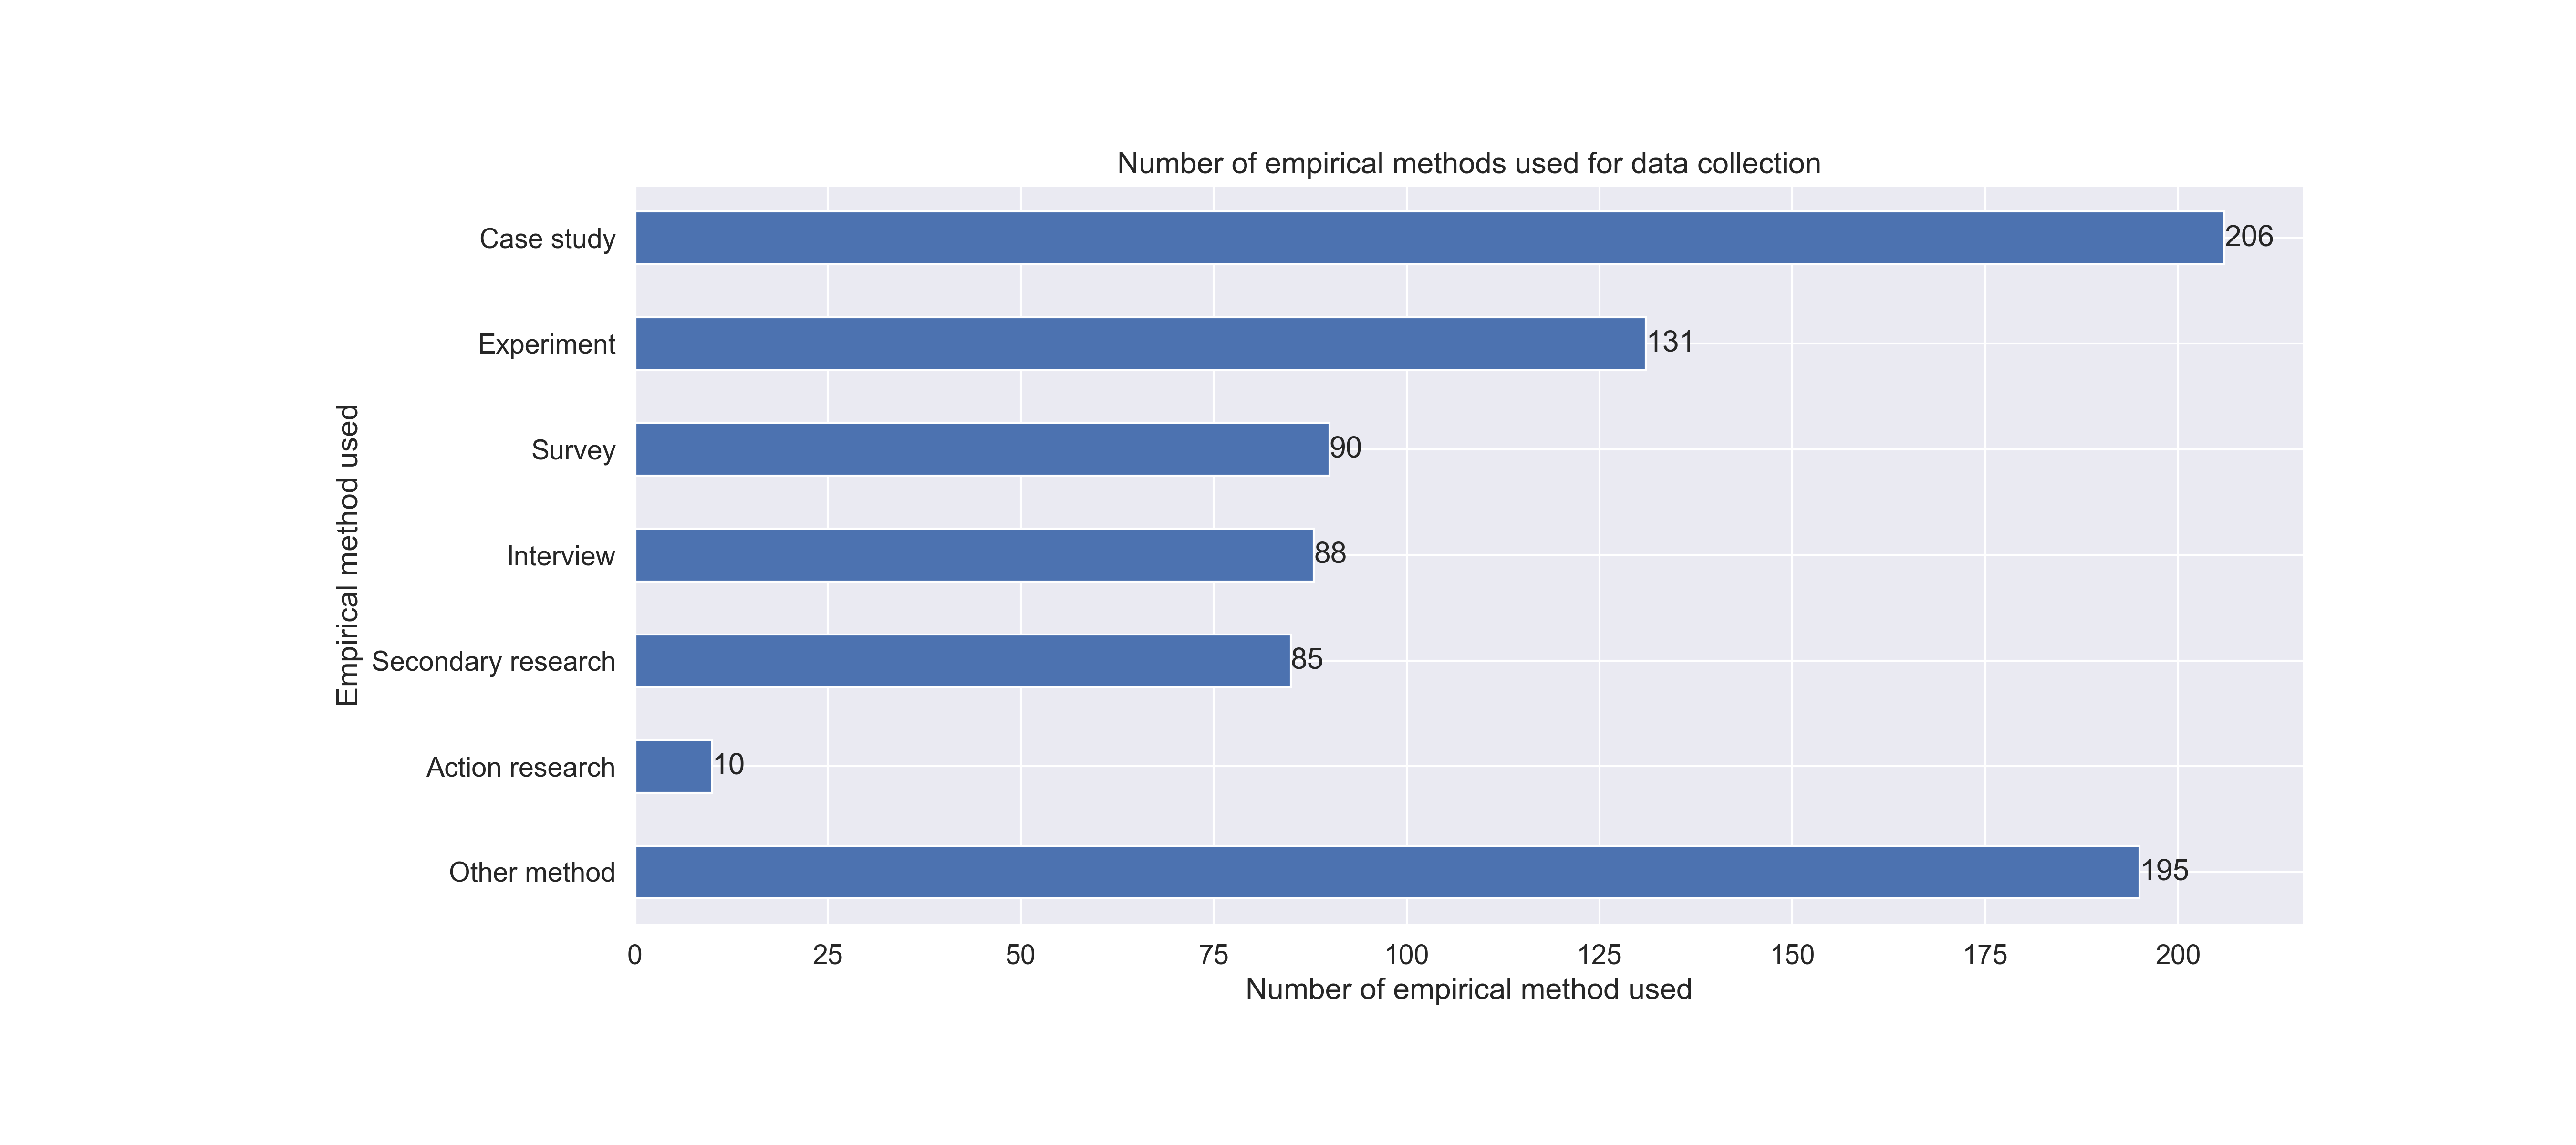 Number of empirical methods used for data collection
Empirical method used
Case study 206
Experiment 131
Survey 90
Interview 88
Secondary research 85
Action research 10
Other method 195
0 25 50 75 100 125 150 175 200
Number of empirical method used